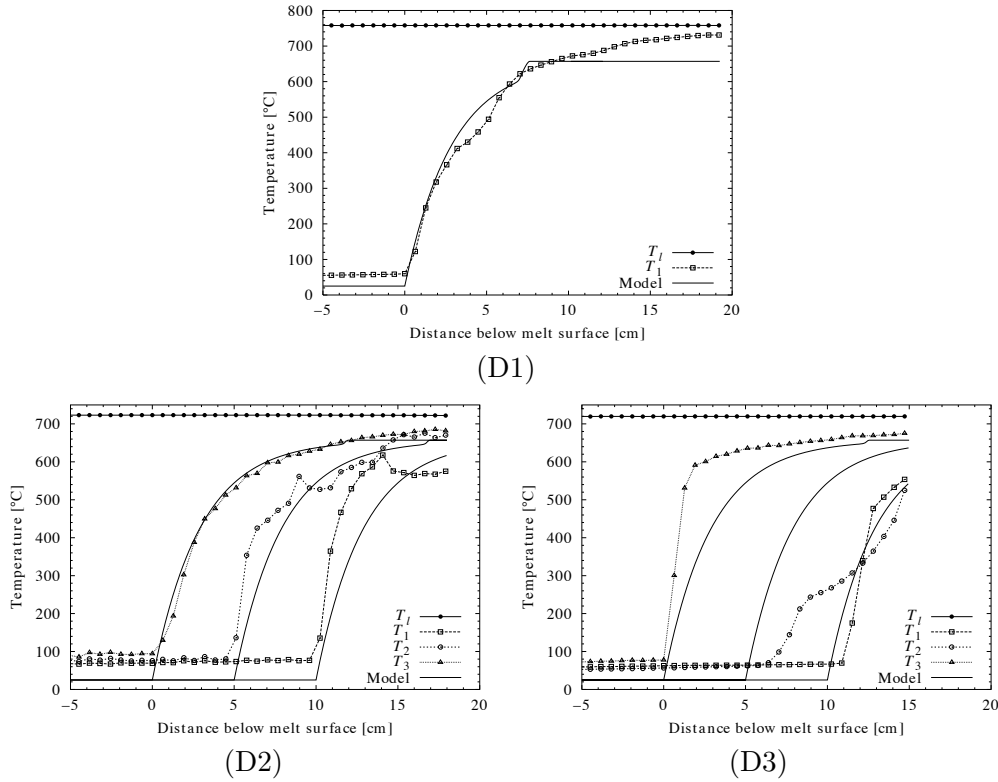 800
700
600
500
400
300
200
100
0
Temperature [°C]
−5 0 5 10 15 20
Distance below melt surface [cm]
T_l
T_1
Model
(D1)
700
600
500
400
300
200
100
0
Temperature [°C]
−5 0 5 10 15 20
Distance below melt surface [cm]
T_l
T_1
T_2
T_3
Model
(D2)
700
600
500
400
300
200
100
0
Temperature [°C]
−5 0 5 10 15 20
Distance below melt surface [cm]
T_l
T_1
T_2
T_3
Model
(D3)